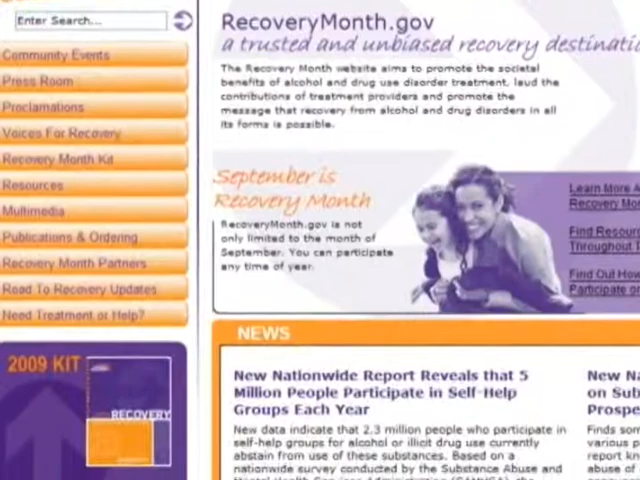 Enter Search...
Community Events
Press Room
Proclamations
Voices For Recovery
Recovery Month Kit
Resources
Multimedia
Publications & Ordering
Recovery Month Partners
Road To Recovery Updates
Need Treatment or Help?
2009 KIT
RECOVERY
RecoveryMonth.gov
a trusted and unbiased recovery destinatio
The Recovery Month website aims to promote the societal
benefits of alcohol and drug use disorder treatment, laud the
contributions of treatment providers and promote the
message that recovery from alcohol and drug disorders in all
its forms is possible.
September is
Recovery Month
RecoveryMonth.gov is not
only limited to the month of
September. You can participate
any time of year.
Learn More A
Recovery Mon
Find Resourc
Throughout
Find Out How
Participate or
NEWS
New Nationwide Report Reveals that 5
Million People Participate in Self-Help
Groups Each Year
New data indicate that 2.3 million people who participate in
self-help groups for alcohol or illicit drug use currently
abstain from use of these substances. Based on a
nationwide survey conducted by the Substance Abuse and
New Na
on Sub
Prospe
Finds som
various p
report kn
abuse of